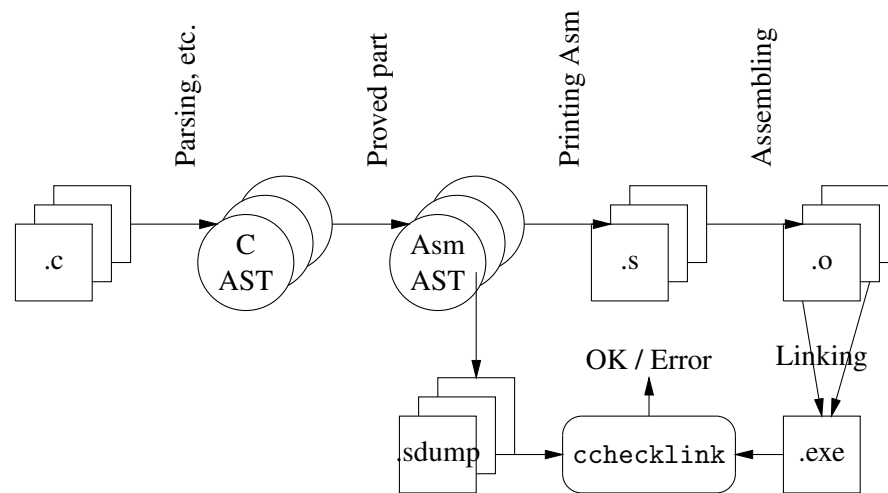 Parsing, etc.
Proved part
Printing Asm
Assembling
.c
C
AST
Asm
AST
.s
.o
OK / Error
Linking
.sdump
cchecklink
.exe